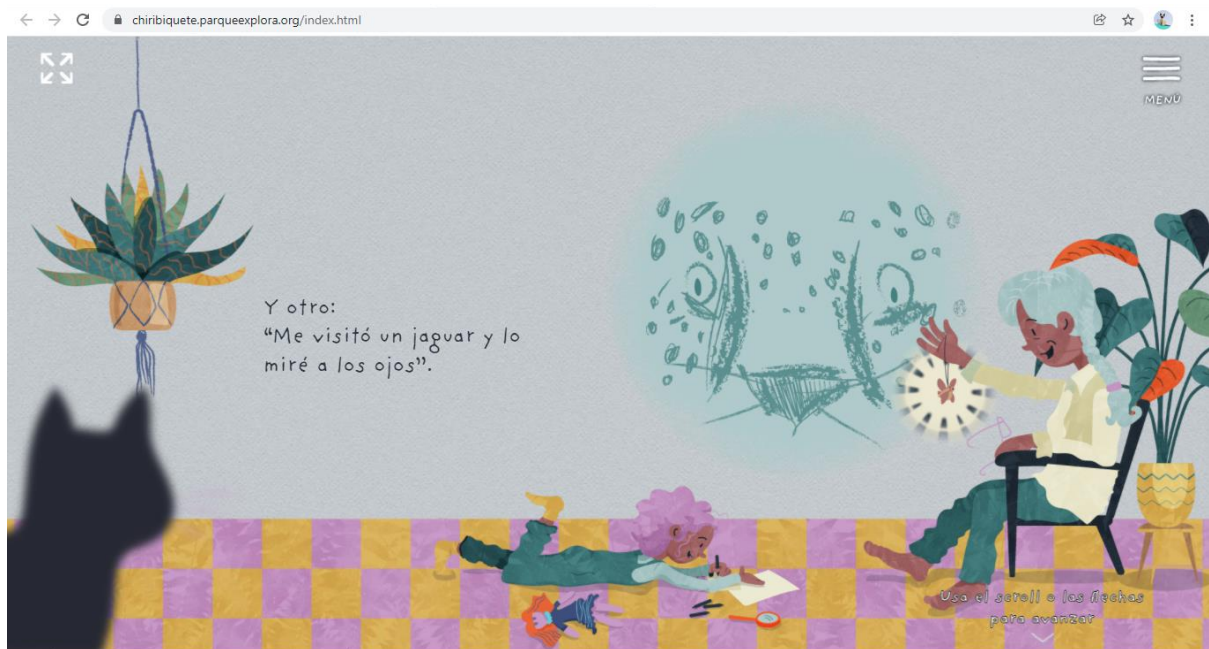 chiribiquete.parqueexplora.org/index.html
MENÚ
Y otro:
“Me visitó un jaguar y lo
miré a los ojos”.
Usa el scroll o las flechas
para avanzar